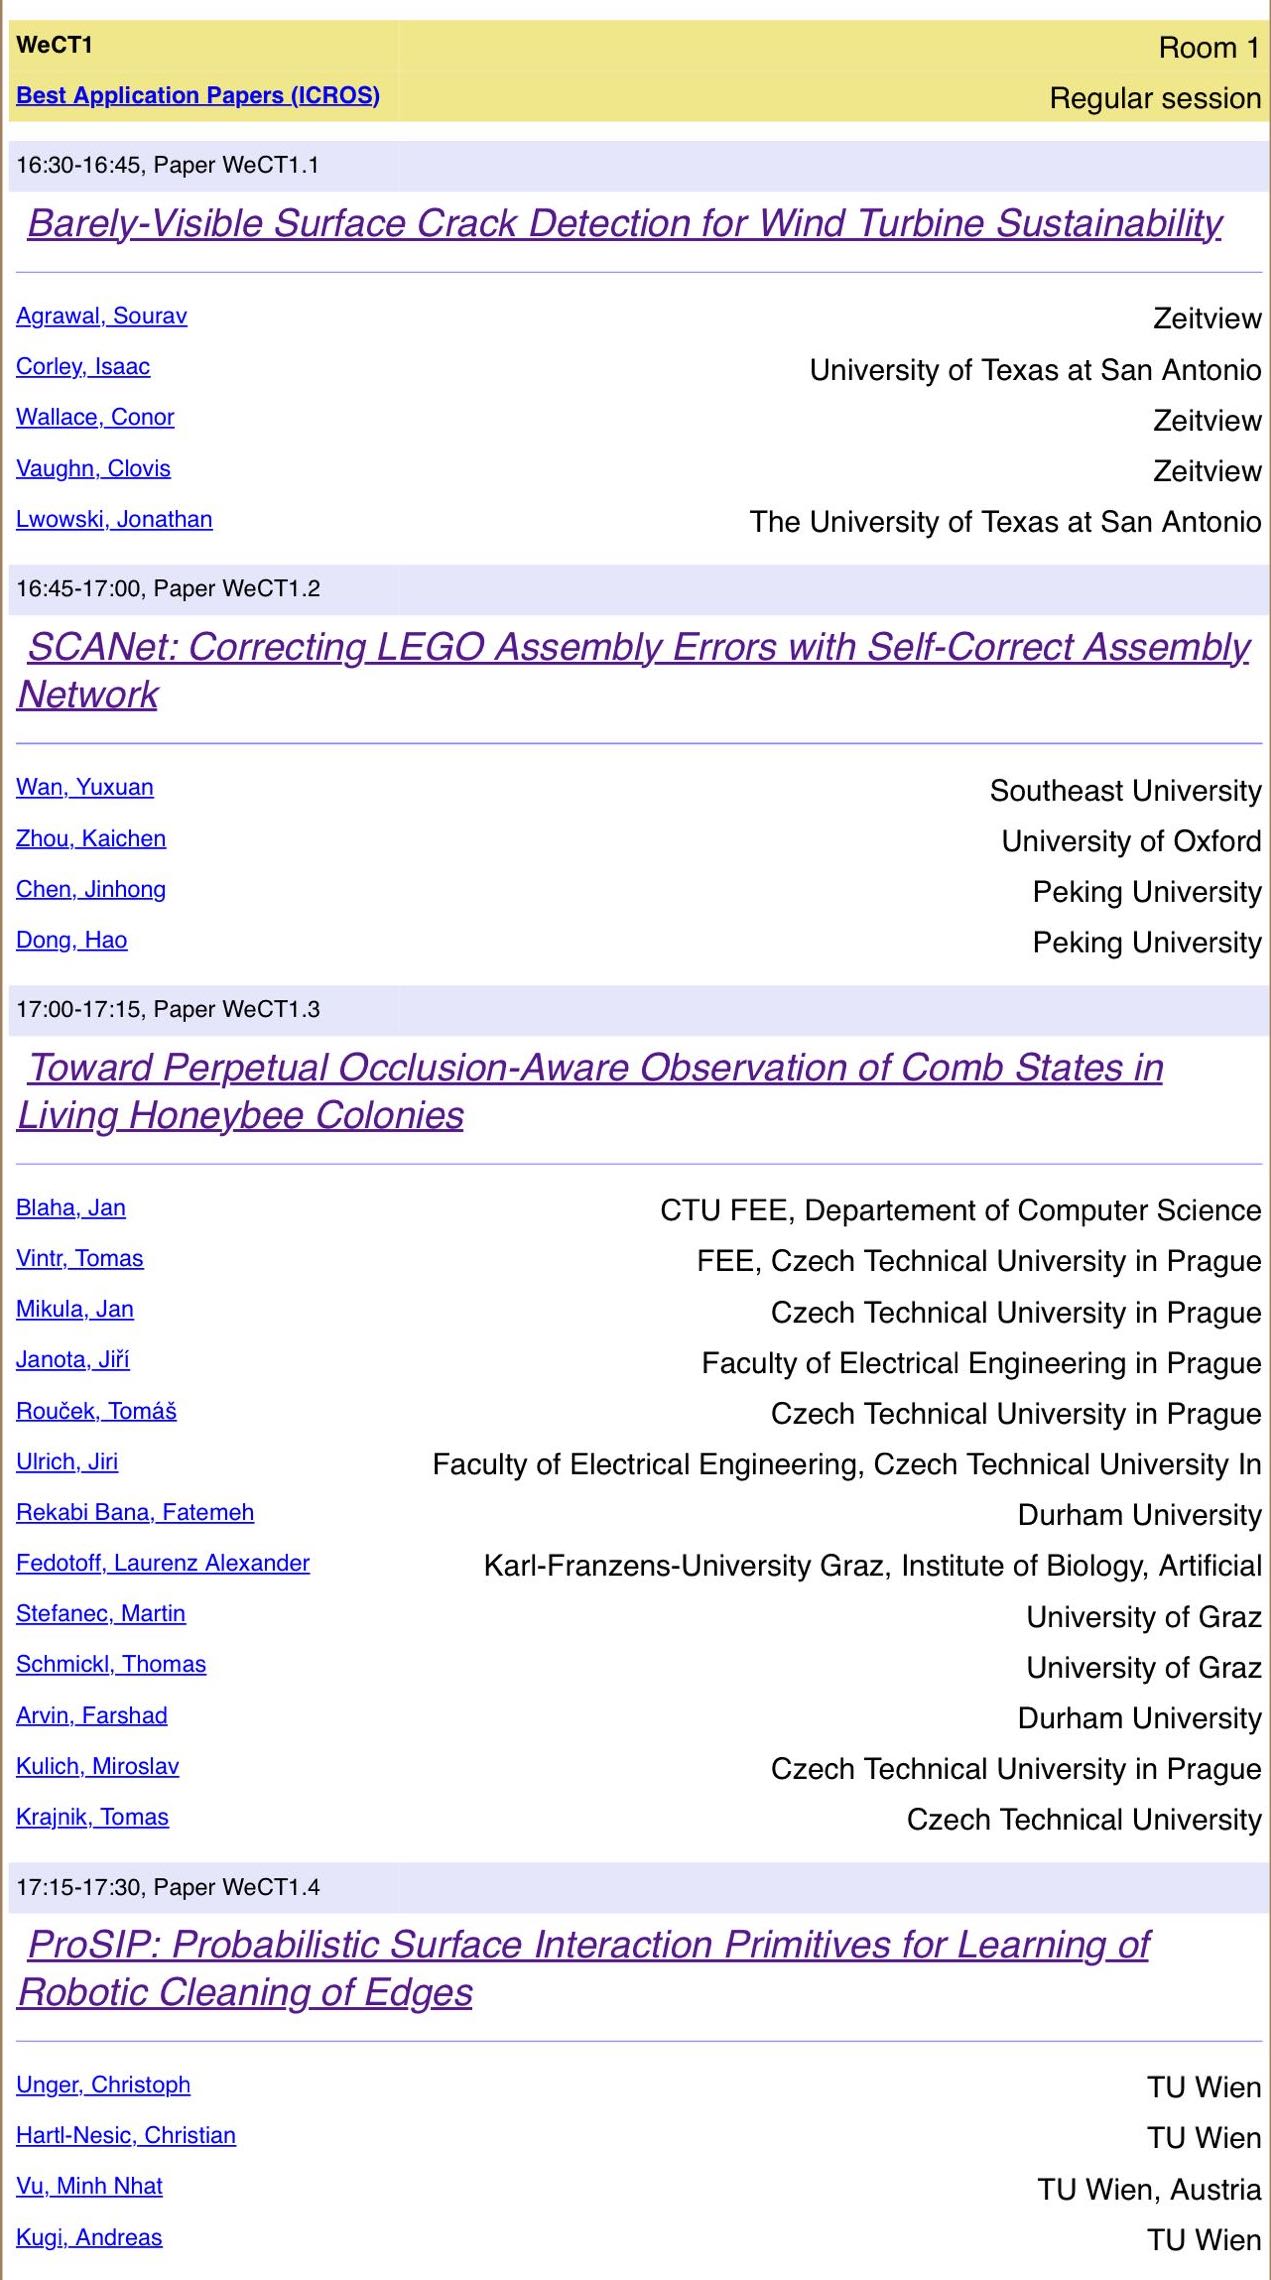 WeCT1 Room 1
Best Application Papers (ICROS) Regular session
16:30-16:45, Paper WeCT1.1
Barely-Visible Surface Crack Detection for Wind Turbine Sustainability
Agrawal, Sourav Zeitview
Corley, Isaac University of Texas at San Antonio
Wallace, Conor Zeitview
Vaughn, Clovis Zeitview
Lwowski, Jonathan The University of Texas at San Antonio
16:45-17:00, Paper WeCT1.2
SCANet: Correcting LEGO Assembly Errors with Self-Correct Assembly
Network
Wan, Yuxuan Southeast University
Zhou, Kaichen University of Oxford
Chen, Jinhong Peking University
Dong, Hao Peking University
17:00-17:15, Paper WeCT1.3
Toward Perpetual Occlusion-Aware Observation of Comb States in
Living Honeybee Colonies
Blaha, Jan CTU FEE, Departement of Computer Science
Vintr, Tomas FEE, Czech Technical University in Prague
Mikula, Jan Czech Technical University in Prague
Janota, Jiří Faculty of Electrical Engineering in Prague
Rouček, Tomáš Czech Technical University in Prague
Ulrich, Jiri Faculty of Electrical Engineering, Czech Technical University In
Rekabi Bana, Fatemeh Durham University
Fedotoff, Laurenz Alexander Karl-Franzens-University Graz, Institute of Biology, Artificial
Stefanec, Martin University of Graz
Schmickl, Thomas University of Graz
Arvin, Farshad Durham University
Kulich, Miroslav Czech Technical University in Prague
Krajnik, Tomas Czech Technical University
17:15-17:30, Paper WeCT1.4
ProSIP: Probabilistic Surface Interaction Primitives for Learning of
Robotic Cleaning of Edges
Unger, Christoph TU Wien
Hartl-Nesic, Christian TU Wien
Vu, Minh Nhat TU Wien, Austria
Kugi, Andreas TU Wien